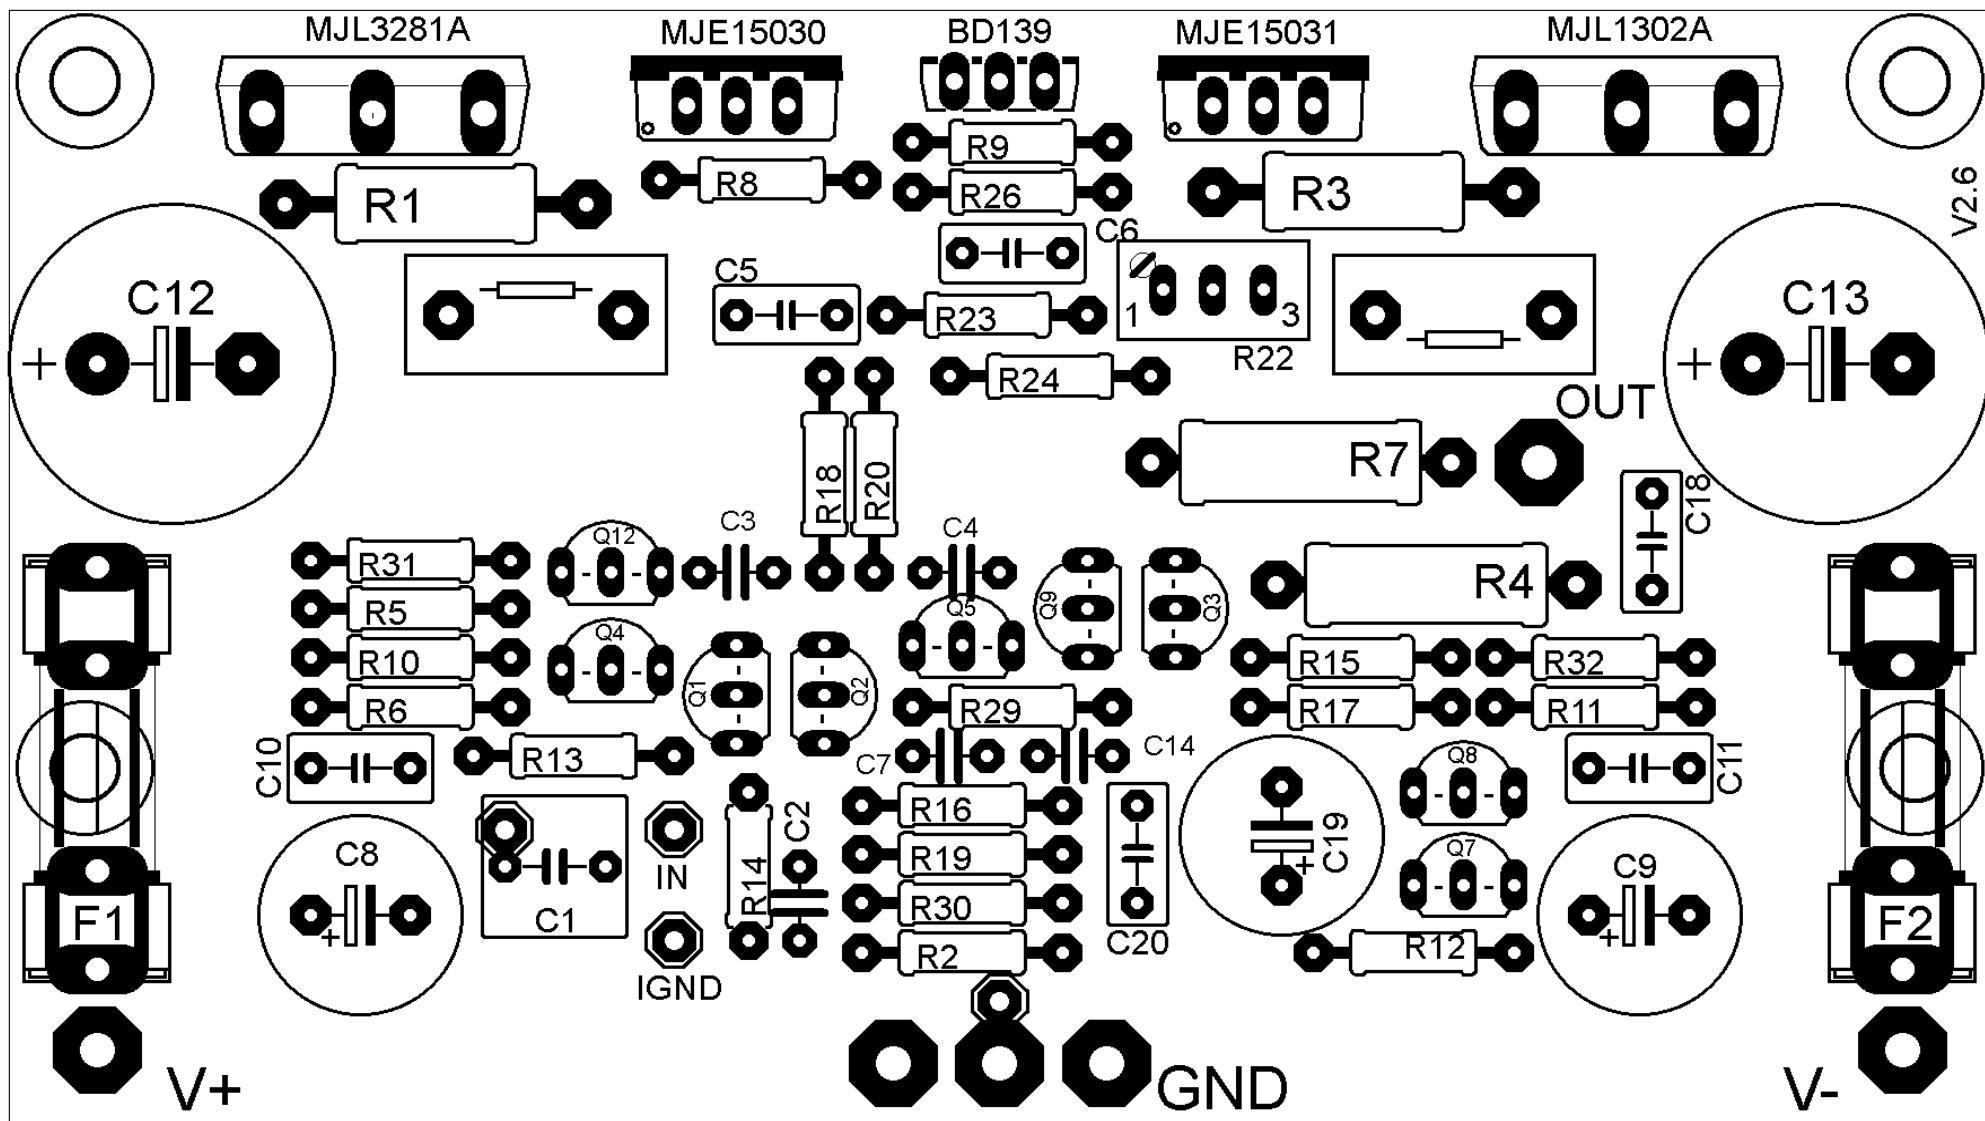 MJL3281A
MJE15030
BD139
MJE15031
MJL1302A
R9
R8
R26
R1
R3
V2.6
C6
C5
C12
C13
R23
1
3
R22
R24
OUT
R7
R18
R20
C18
C3
C4
Q12
R31
R4
R5
Q5
Q9
Q3
Q4
R10
R15
R32
Q1
Q2
R6
R29
R17
R11
C10
R13
C7
C14
Q8
C11
R16
C2
C19
C8
R19
Q7
C9
IN
R14
R30
C1
F1
F2
C20
R2
R12
IGND
V+
GND
V-